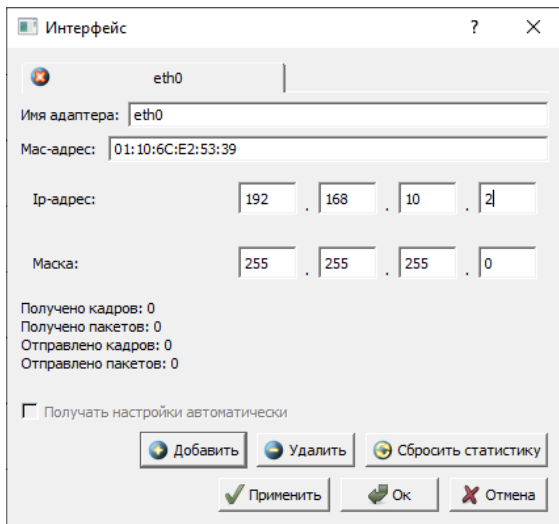 Интерфейс ? ×
eth0
Имя адаптера: eth0
Мас-адрес: 01:10:6C:E2:53:39
Ip-адрес: 192 . 168 . 10 . 2
Маска: 255 . 255 . 255 . 0
Получено кадров: 0
Получено пакетов: 0
Отправлено кадров: 0
Отправлено пакетов: 0
Получать настройки автоматически
Добавить Удалить Сбросить статистику
Применить Ок Отмена